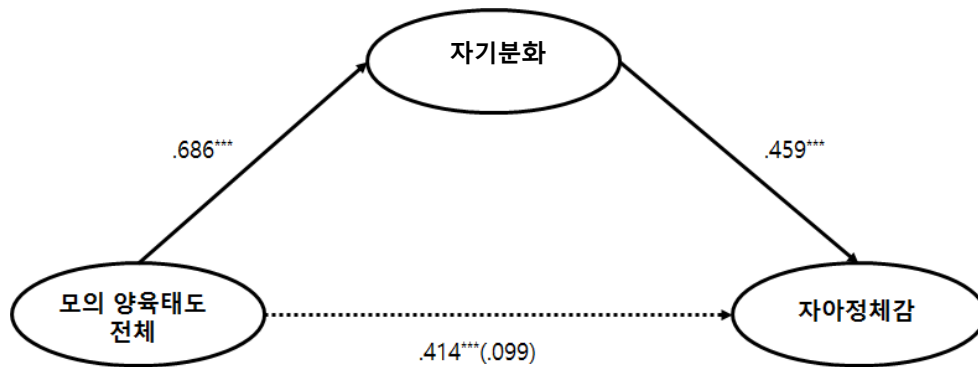 자기분화
.686***
.459***
모의 양육태도
전체
자아정체감
.414***(.099)